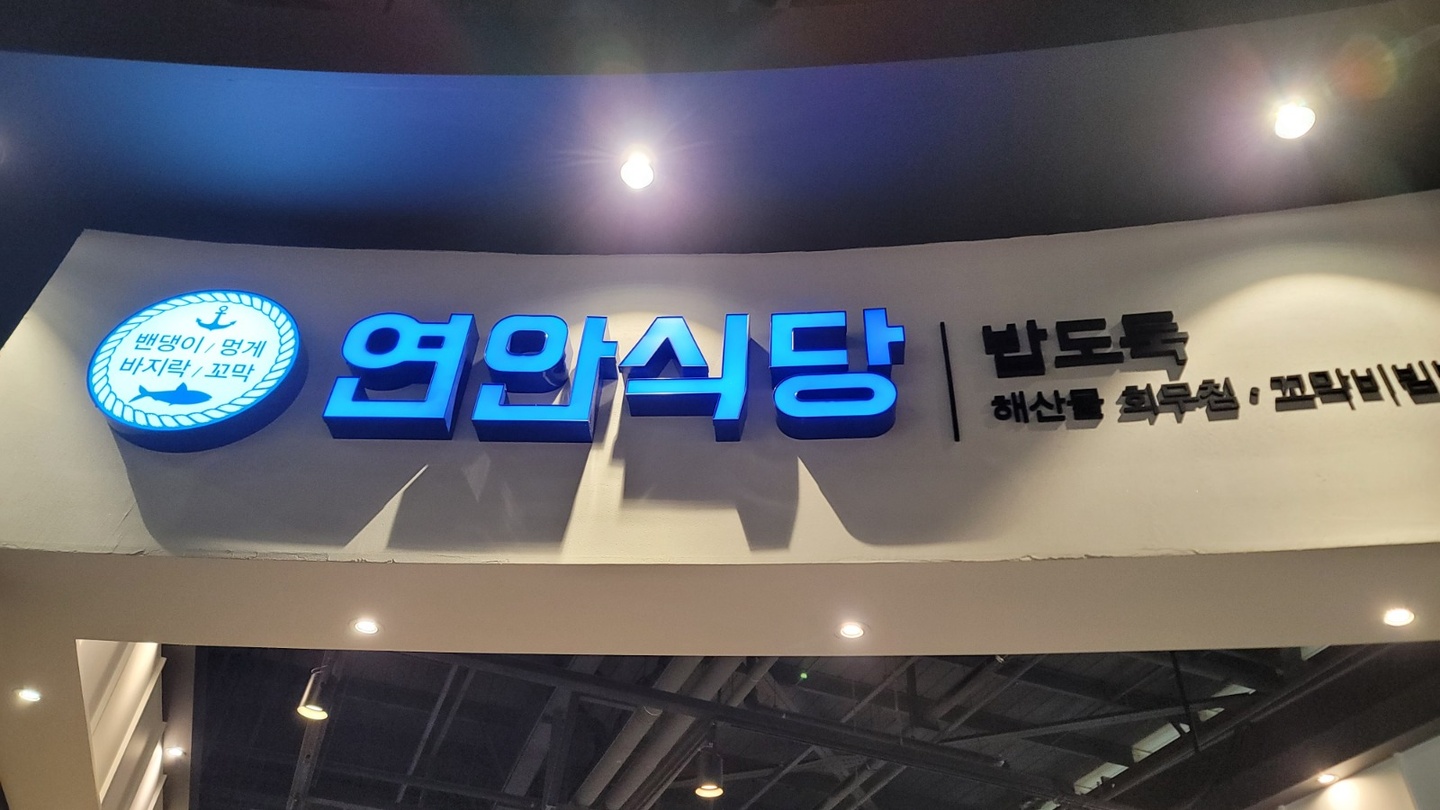 밴댕이 / 멍게
바지락 / 꼬막
연안식당
밥도둑
해산물 회무침 · 꼬막비빔